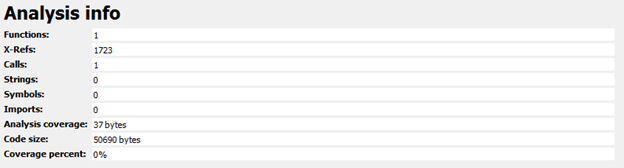 Analysis info
Functions: 1
X-Refs: 1723
Calls: 1
Strings: 0
Symbols: 0
Imports: 0
Analysis coverage: 37 bytes
Code size: 50690 bytes
Coverage percent: 0%